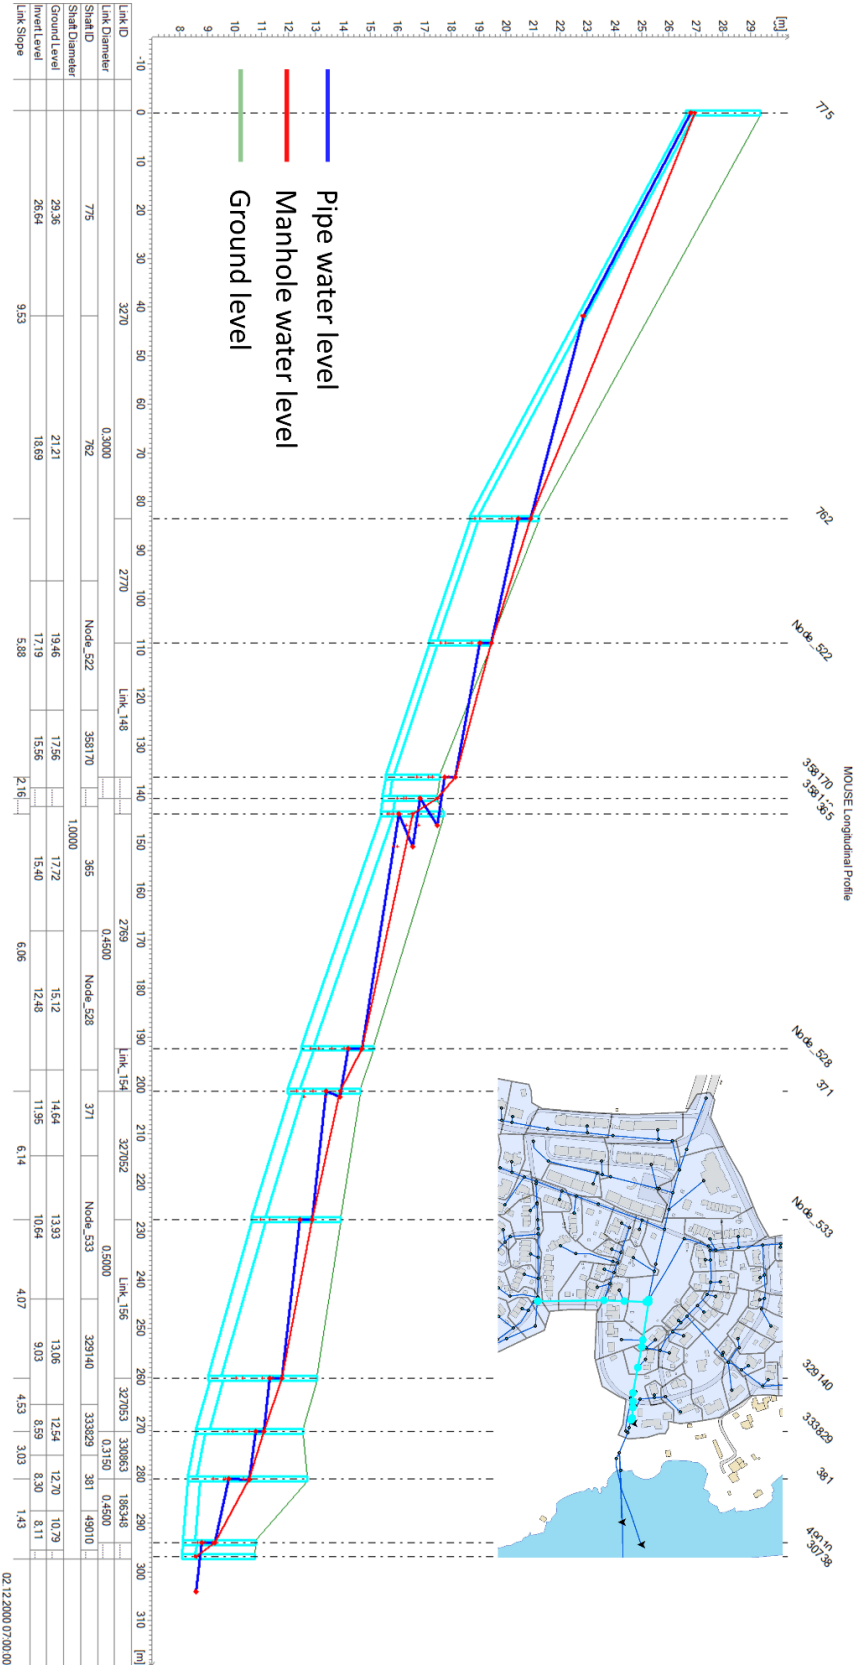 MOUSE Longitudinal Profile
775
762
Node_522
358170
365
Node_528
371
Node_533
329140
333829
381
49010
30738
[m]
29
28
27
26
25
24
23
22
21
20
19
18
17
16
15
14
13
12
11
10
9
8
Pipe water level
Manhole water level
Ground level
-10 0 10 20 30 40 50 60 70 80 90 100 110 120 130 140 150 160 170 180 190 200 210 220 230 240 250 260 270 280 290 300 310 [m]
Link ID 3270 2770 Link_148 ...... 2769 Link_154 327052 Link_156 327053 330863 186348 ...
Link Diameter 0,3000 0,4500 0,5000 0,3150 0,4500
Shaft ID 775 762 Node_522 358170 ...... 365 Node_528 371 Node_533 329140 333829 381 49010 ...
Shaft Diameter 1,0000
Ground Level 29,36 21,21 19,46 17,56 ...... 17,72 15,12 14,64 13,93 13,06 12,54 12,70 10,79 ...
Invert Level 26,64 18,69 17,19 15,56 ...... 15,40 12,48 11,95 10,64 9,03 8,59 8,30 8,11 ...
Link Slope 9,53 5,88 2,16 6,06 6,14 4,07 4,53 3,03 1,43
02.12.2000 07:00:00